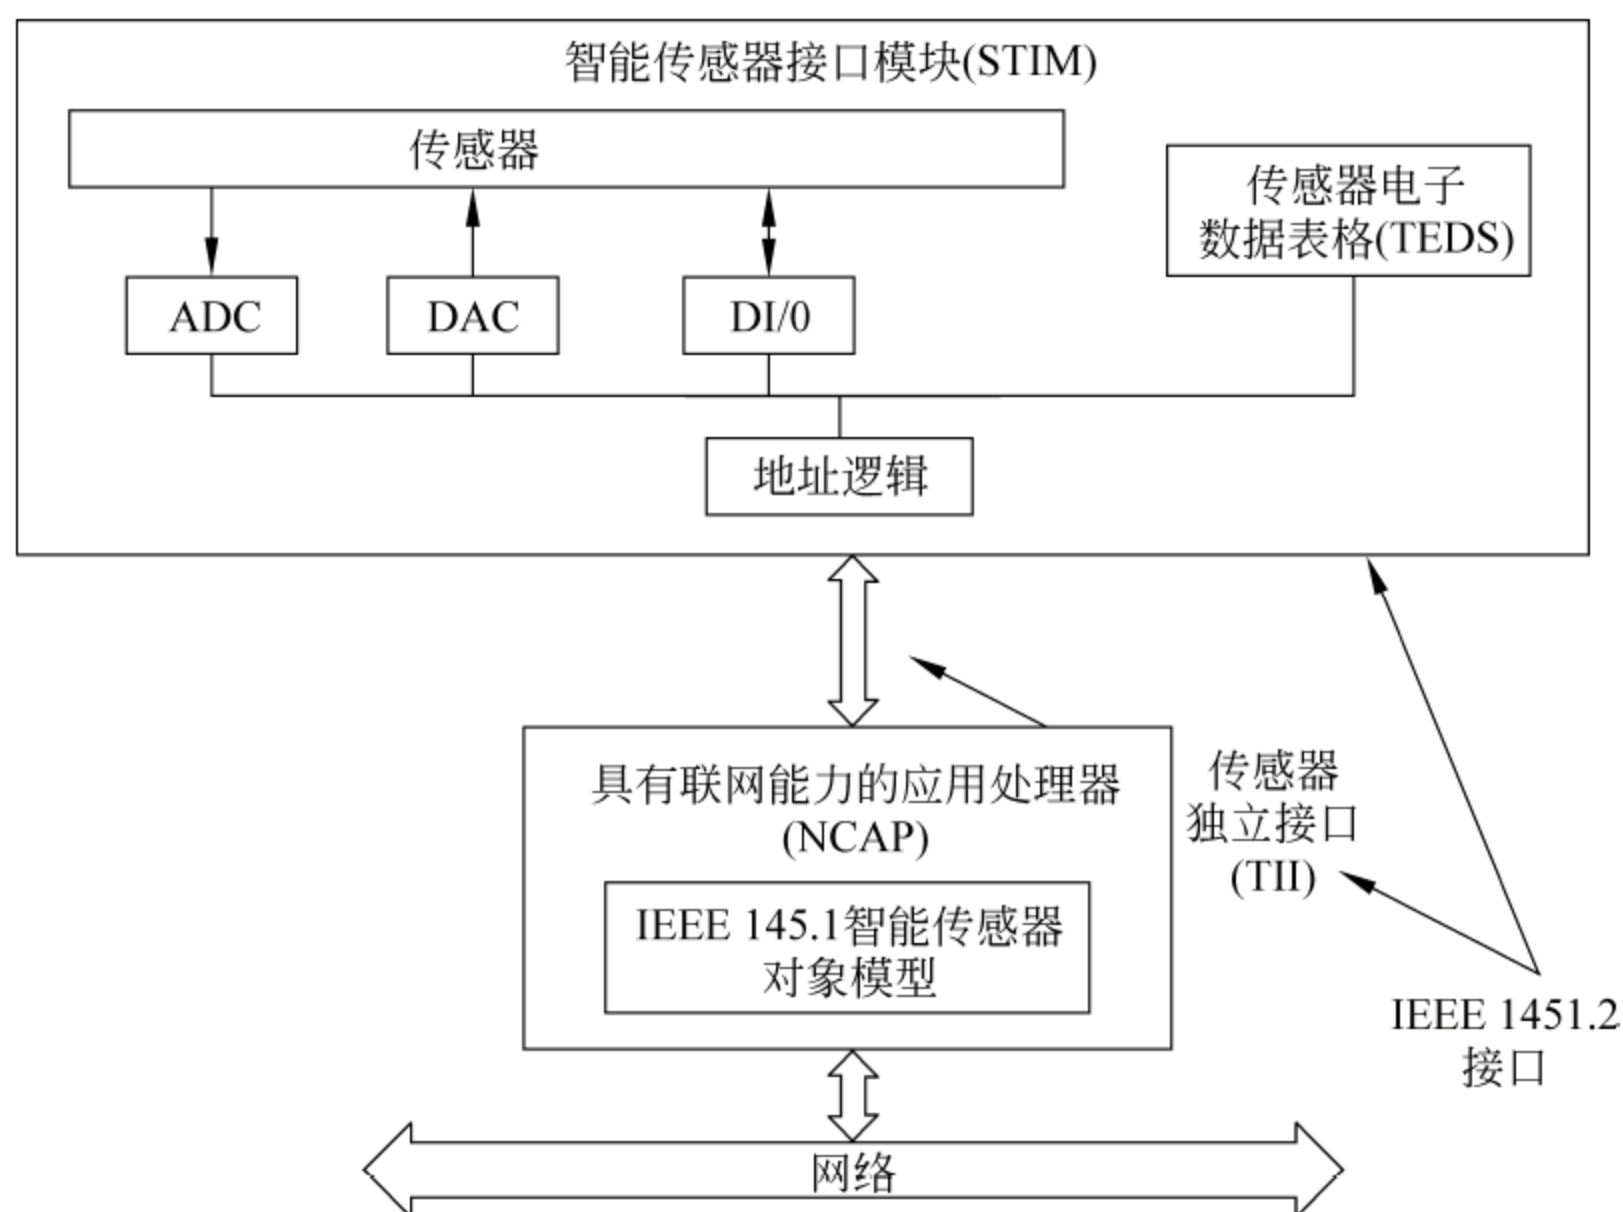 智能传感器接口模块(STIM)
传感器
传感器电子
数据表格(TEDS)
ADC
DAC
DI/0
地址逻辑
具有联网能力的应用处理器
(NCAP)
IEEE 145.1智能传感器
对象模型
传感器
独立接口
(TII)
IEEE 1451.2
接口
网络